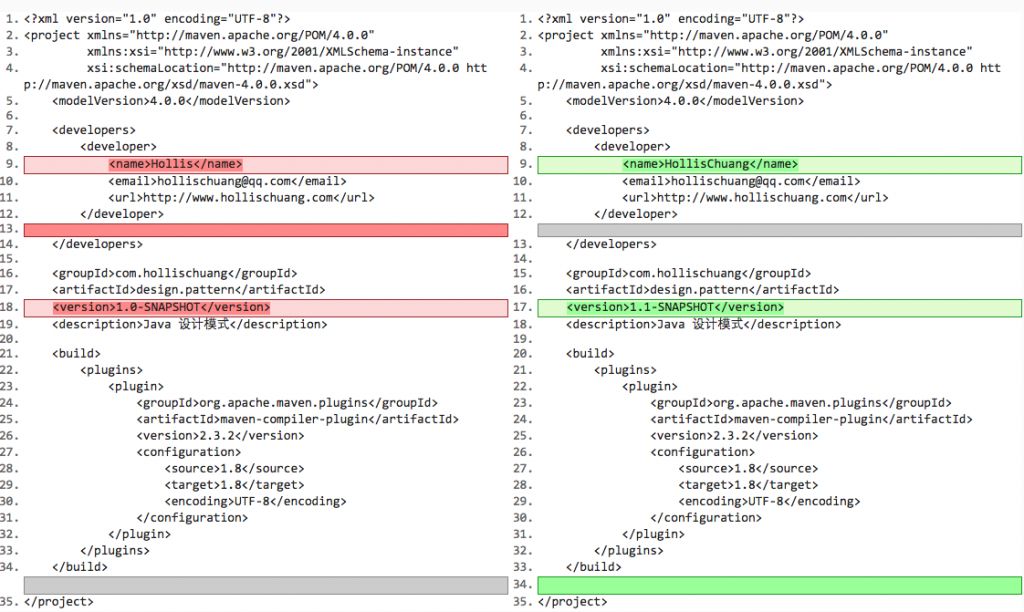 1. <?xml version="1.0" encoding="UTF-8"?>
2. <project xmlns="http://maven.apache.org/POM/4.0.0"
3.          xmlns:xsi="http://www.w3.org/2001/XMLSchema-instance"
4.          xsi:schemaLocation="http://maven.apache.org/POM/4.0.0 htt
p://maven.apache.org/xsd/maven-4.0.0.xsd">
5.     <modelVersion>4.0.0</modelVersion>
6.
7.     <developers>
8.         <developer>
9.             <name>Hollis</name>
10.             <email>hollischuang@qq.com</email>
11.             <url>http://www.hollischuang.com</url>
12.         </developer>
13.
14.     </developers>
15.
16.     <groupId>com.hollischuang</groupId>
17.     <artifactId>design.pattern</artifactId>
18.     <version>1.0-SNAPSHOT</version>
19.     <description>Java 设计模式</description>
20.
21.     <build>
22.         <plugins>
23.             <plugin>
24.                 <groupId>org.apache.maven.plugins</groupId>
25.                 <artifactId>maven-compiler-plugin</artifactId>
26.                 <version>2.3.2</version>
27.                 <configuration>
28.                     <source>1.8</source>
29.                     <target>1.8</target>
30.                     <encoding>UTF-8</encoding>
31.                 </configuration>
32.             </plugin>
33.         </plugins>
34.     </build>
35. </project>
1. <?xml version="1.0" encoding="UTF-8"?>
2. <project xmlns="http://maven.apache.org/POM/4.0.0"
3.          xmlns:xsi="http://www.w3.org/2001/XMLSchema-instance"
4.          xsi:schemaLocation="http://maven.apache.org/POM/4.0.0 htt
p://maven.apache.org/xsd/maven-4.0.0.xsd">
5.     <modelVersion>4.0.0</modelVersion>
6.
7.     <developers>
8.         <developer>
9.             <name>HollisChuang</name>
10.             <email>hollischuang@qq.com</email>
11.             <url>http://www.hollischuang.com</url>
12.         </developer>
13.     </developers>
14.
15.     <groupId>com.hollischuang</groupId>
16.     <artifactId>design.pattern</artifactId>
17.     <version>1.1-SNAPSHOT</version>
18.     <description>Java 设计模式</description>
19.
20.     <build>
21.         <plugins>
22.             <plugin>
23.                 <groupId>org.apache.maven.plugins</groupId>
24.                 <artifactId>maven-compiler-plugin</artifactId>
25.                 <version>2.3.2</version>
26.                 <configuration>
27.                     <source>1.8</source>
28.                     <target>1.8</target>
29.                     <encoding>UTF-8</encoding>
30.                 </configuration>
31.             </plugin>
32.         </plugins>
33.     </build>
34.
35. </project>